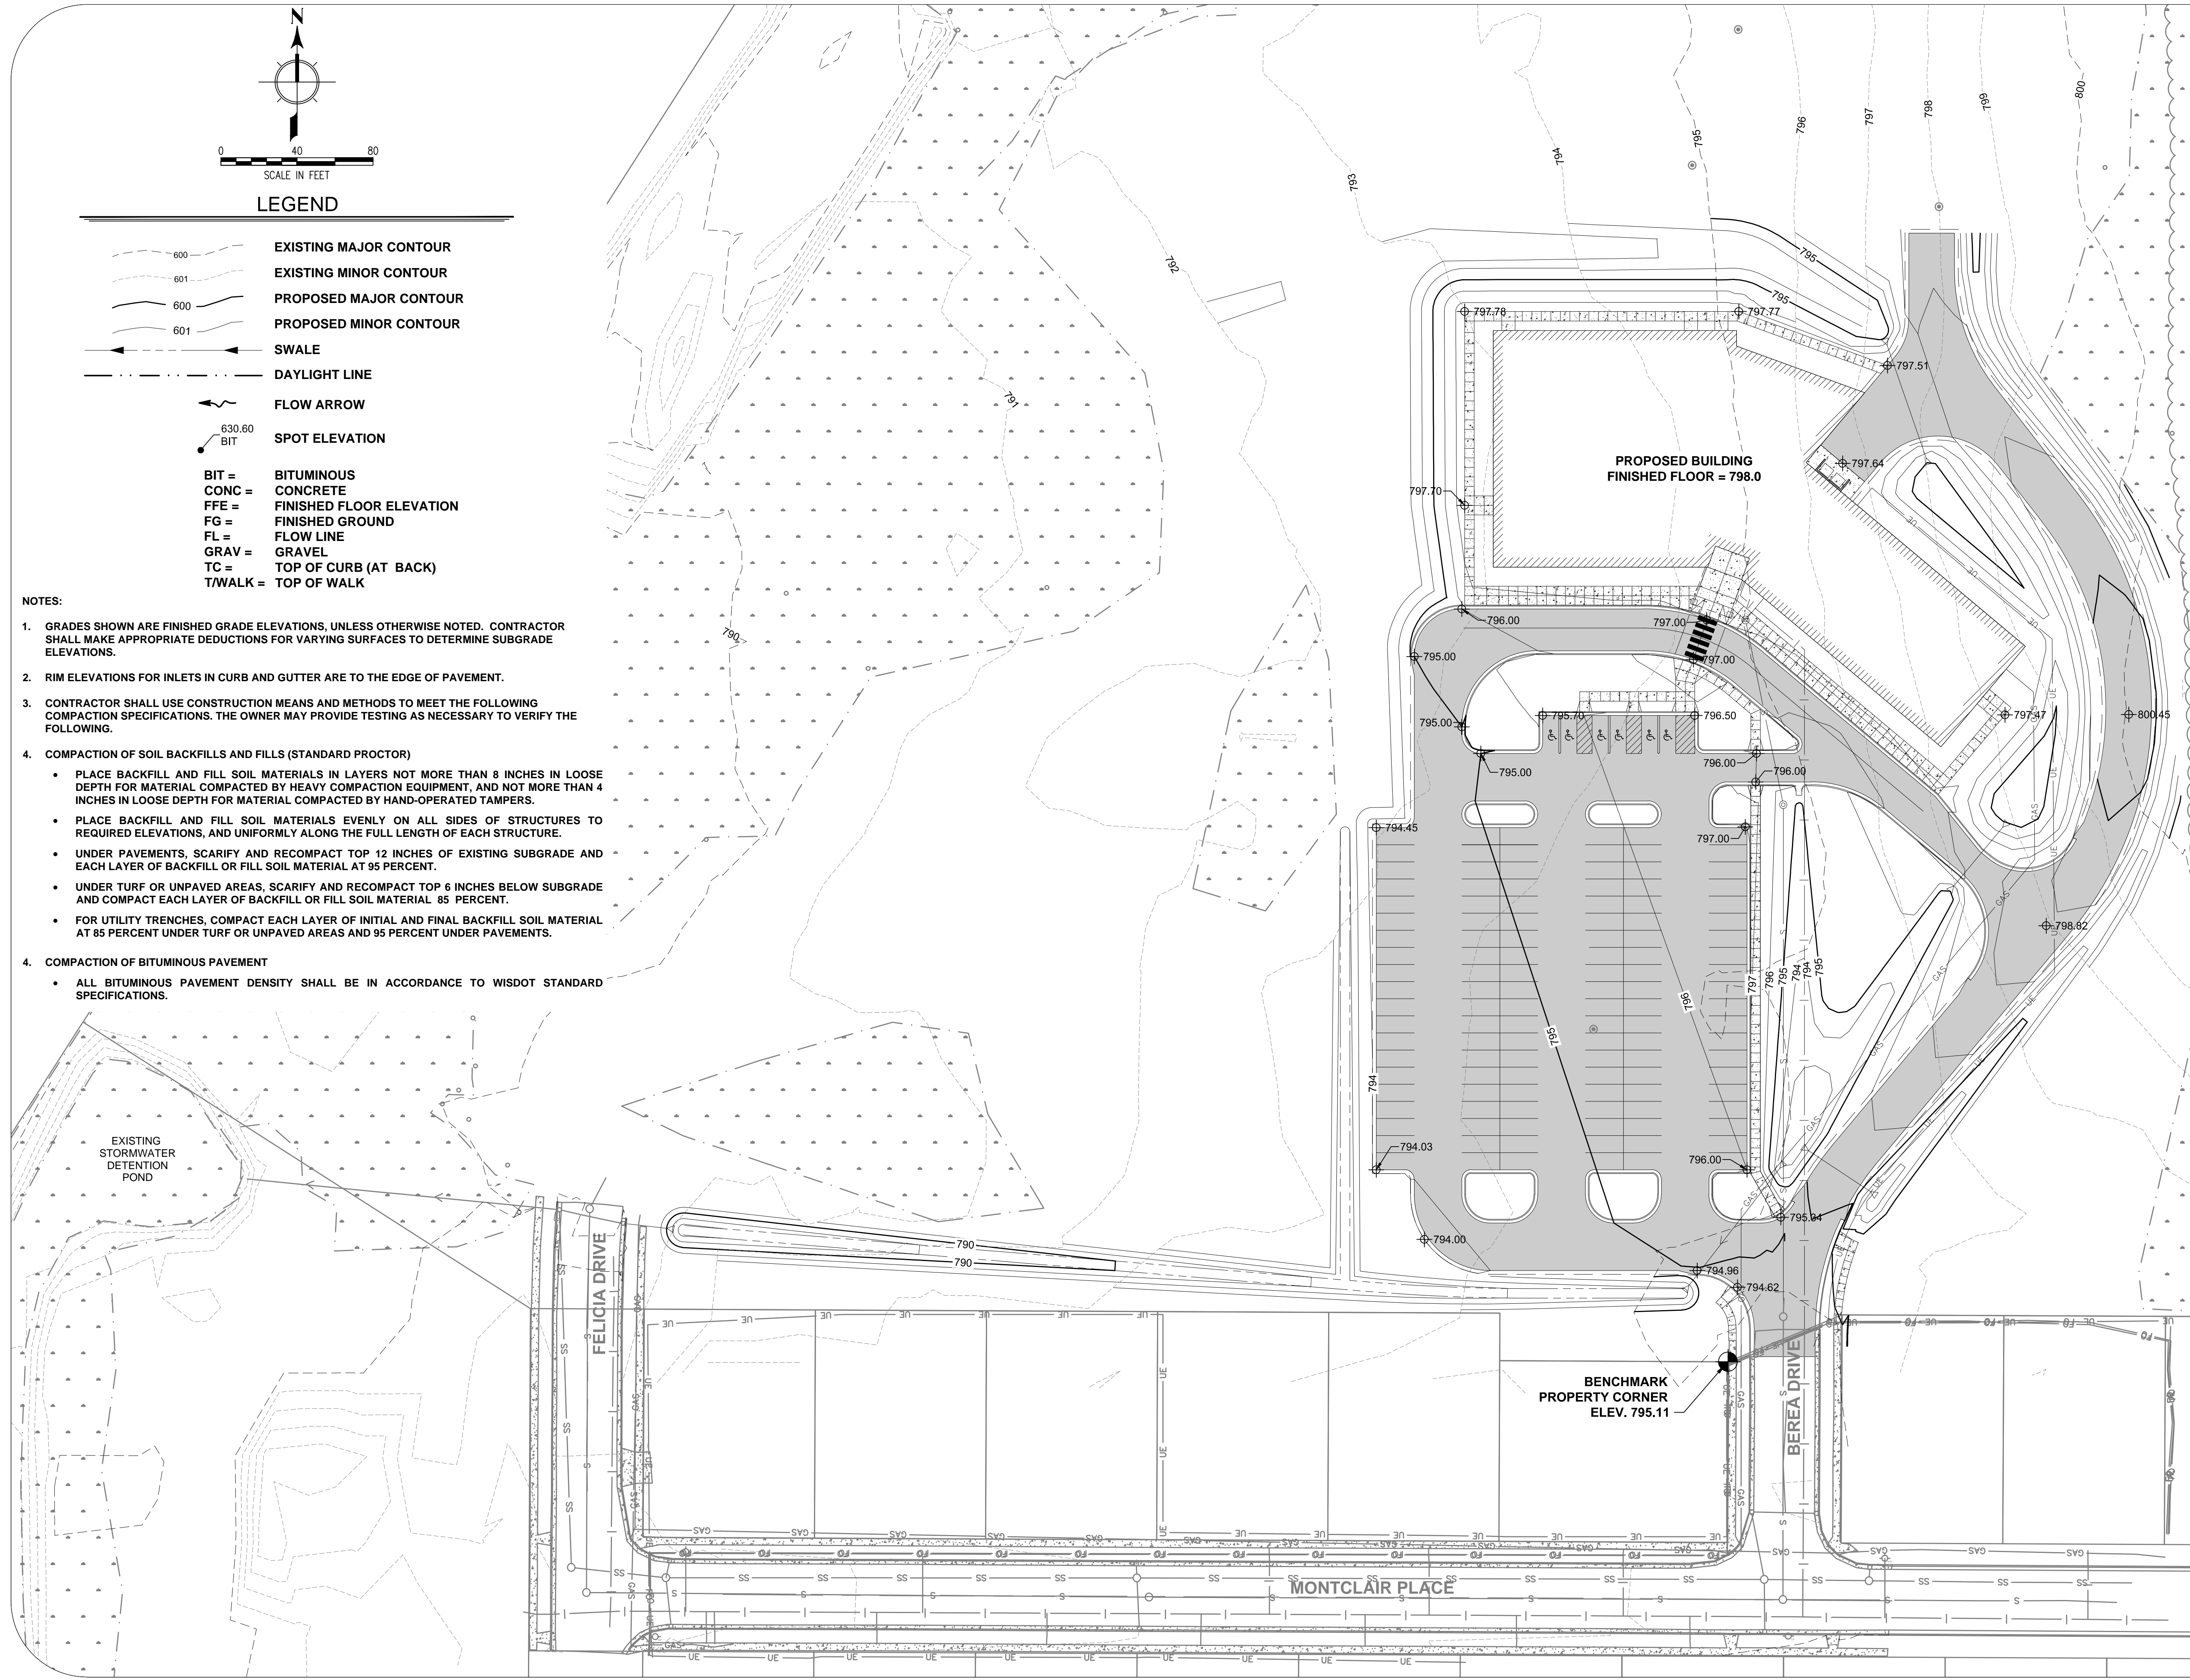 N
0 40 80
SCALE IN FEET
LEGEND
600 EXISTING MAJOR CONTOUR
601 EXISTING MINOR CONTOUR
600 PROPOSED MAJOR CONTOUR
601 PROPOSED MINOR CONTOUR
SWALE
DAYLIGHT LINE
FLOW ARROW
630.60
BIT SPOT ELEVATION
BIT = BITUMINOUS
CONC = CONCRETE
FFE = FINISHED FLOOR ELEVATION
FG = FINISHED GROUND
FL = FLOW LINE
GRAV = GRAVEL
TC = TOP OF CURB (AT BACK)
T/WALK = TOP OF WALK
NOTES:
1. GRADES SHOWN ARE FINISHED GRADE ELEVATIONS, UNLESS OTHERWISE NOTED. CONTRACTOR
SHALL MAKE APPROPRIATE DEDUCTIONS FOR VARYING SURFACES TO DETERMINE SUBGRADE
ELEVATIONS.
2. RIM ELEVATIONS FOR INLETS IN CURB AND GUTTER ARE TO THE EDGE OF PAVEMENT.
3. CONTRACTOR SHALL USE CONSTRUCTION MEANS AND METHODS TO MEET THE FOLLOWING
COMPACTION SPECIFICATIONS. THE OWNER MAY PROVIDE TESTING AS NECESSARY TO VERIFY THE
FOLLOWING.
4. COMPACTION OF SOIL BACKFILLS AND FILLS (STANDARD PROCTOR)
• PLACE BACKFILL AND FILL SOIL MATERIALS IN LAYERS NOT MORE THAN 8 INCHES IN LOOSE
DEPTH FOR MATERIAL COMPACTED BY HEAVY COMPACTION EQUIPMENT, AND NOT MORE THAN 4
INCHES IN LOOSE DEPTH FOR MATERIAL COMPACTED BY HAND-OPERATED TAMPERS.
• PLACE BACKFILL AND FILL SOIL MATERIALS EVENLY ON ALL SIDES OF STRUCTURES TO
REQUIRED ELEVATIONS, AND UNIFORMLY ALONG THE FULL LENGTH OF EACH STRUCTURE.
• UNDER PAVEMENTS, SCARIFY AND RECOMPACT TOP 12 INCHES OF EXISTING SUBGRADE AND
EACH LAYER OF BACKFILL OR FILL SOIL MATERIAL AT 95 PERCENT.
• UNDER TURF OR UNPAVED AREAS, SCARIFY AND RECOMPACT TOP 6 INCHES BELOW SUBGRADE
AND COMPACT EACH LAYER OF BACKFILL OR FILL SOIL MATERIAL 85 PERCENT.
• FOR UTILITY TRENCHES, COMPACT EACH LAYER OF INITIAL AND FINAL BACKFILL SOIL MATERIAL
AT 85 PERCENT UNDER TURF OR UNPAVED AREAS AND 95 PERCENT UNDER PAVEMENTS.
4. COMPACTION OF BITUMINOUS PAVEMENT
• ALL BITUMINOUS PAVEMENT DENSITY SHALL BE IN ACCORDANCE TO WISDOT STANDARD
SPECIFICATIONS.
790
791
792
793
794
795
796
797
798
799
800
795
795
797.78
797.77
797.51
797.64
797.70
PROPOSED BUILDING
FINISHED FLOOR = 798.0
796.00
797.00
795.00
797.00
795.00
795.70
796.50
797.47
800.45
796.00
795.00
796.00
794.45
797.00
798.82
797
796
795
794
794
795
796
795
794
794.03
796.00
795.34
794.00
794.96
794.62
790
790
EXISTING
STORMWATER
DETENTION
POND
FELICIA DRIVE
BENCHMARK
PROPERTY CORNER
ELEV. 795.11
BEREA DRIVE
MONTCLAIR PLACE